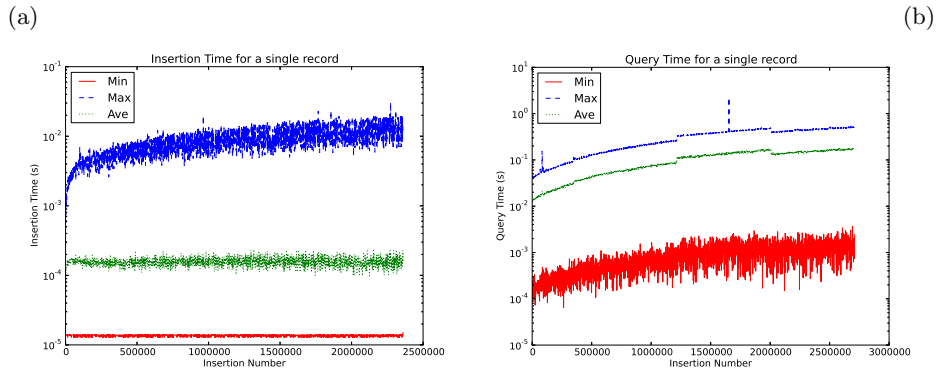 (a)
(b)
Insertion Time for a single record
Min
Max
Ave
10^-1
10^-2
10^-3
10^-4
10^-5
Insertion Time (s)
0 500000 1000000 1500000 2000000 2500000
Insertion Number
Query Time for a single record
Min
Max
Ave
10^1
10^0
10^-1
10^-2
10^-3
10^-4
10^-5
Query Time (s)
0 500000 1000000 1500000 2000000 2500000 3000000
Insertion Number